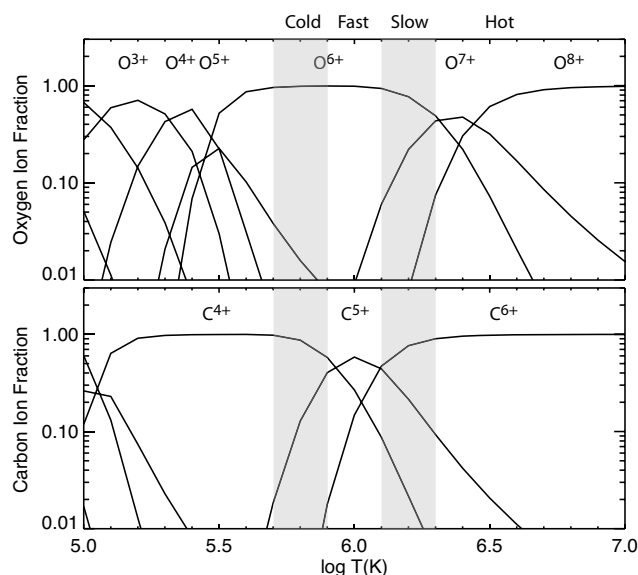 Cold Fast Slow Hot
O3+ O4+ O5+ O6+ O7+ O8+
1.00
0.10
0.01
Oxygen Ion Fraction
C4+ C5+ C6+
1.00
0.10
0.01
Carbon Ion Fraction
5.0 5.5 6.0 6.5 7.0
log T(K)